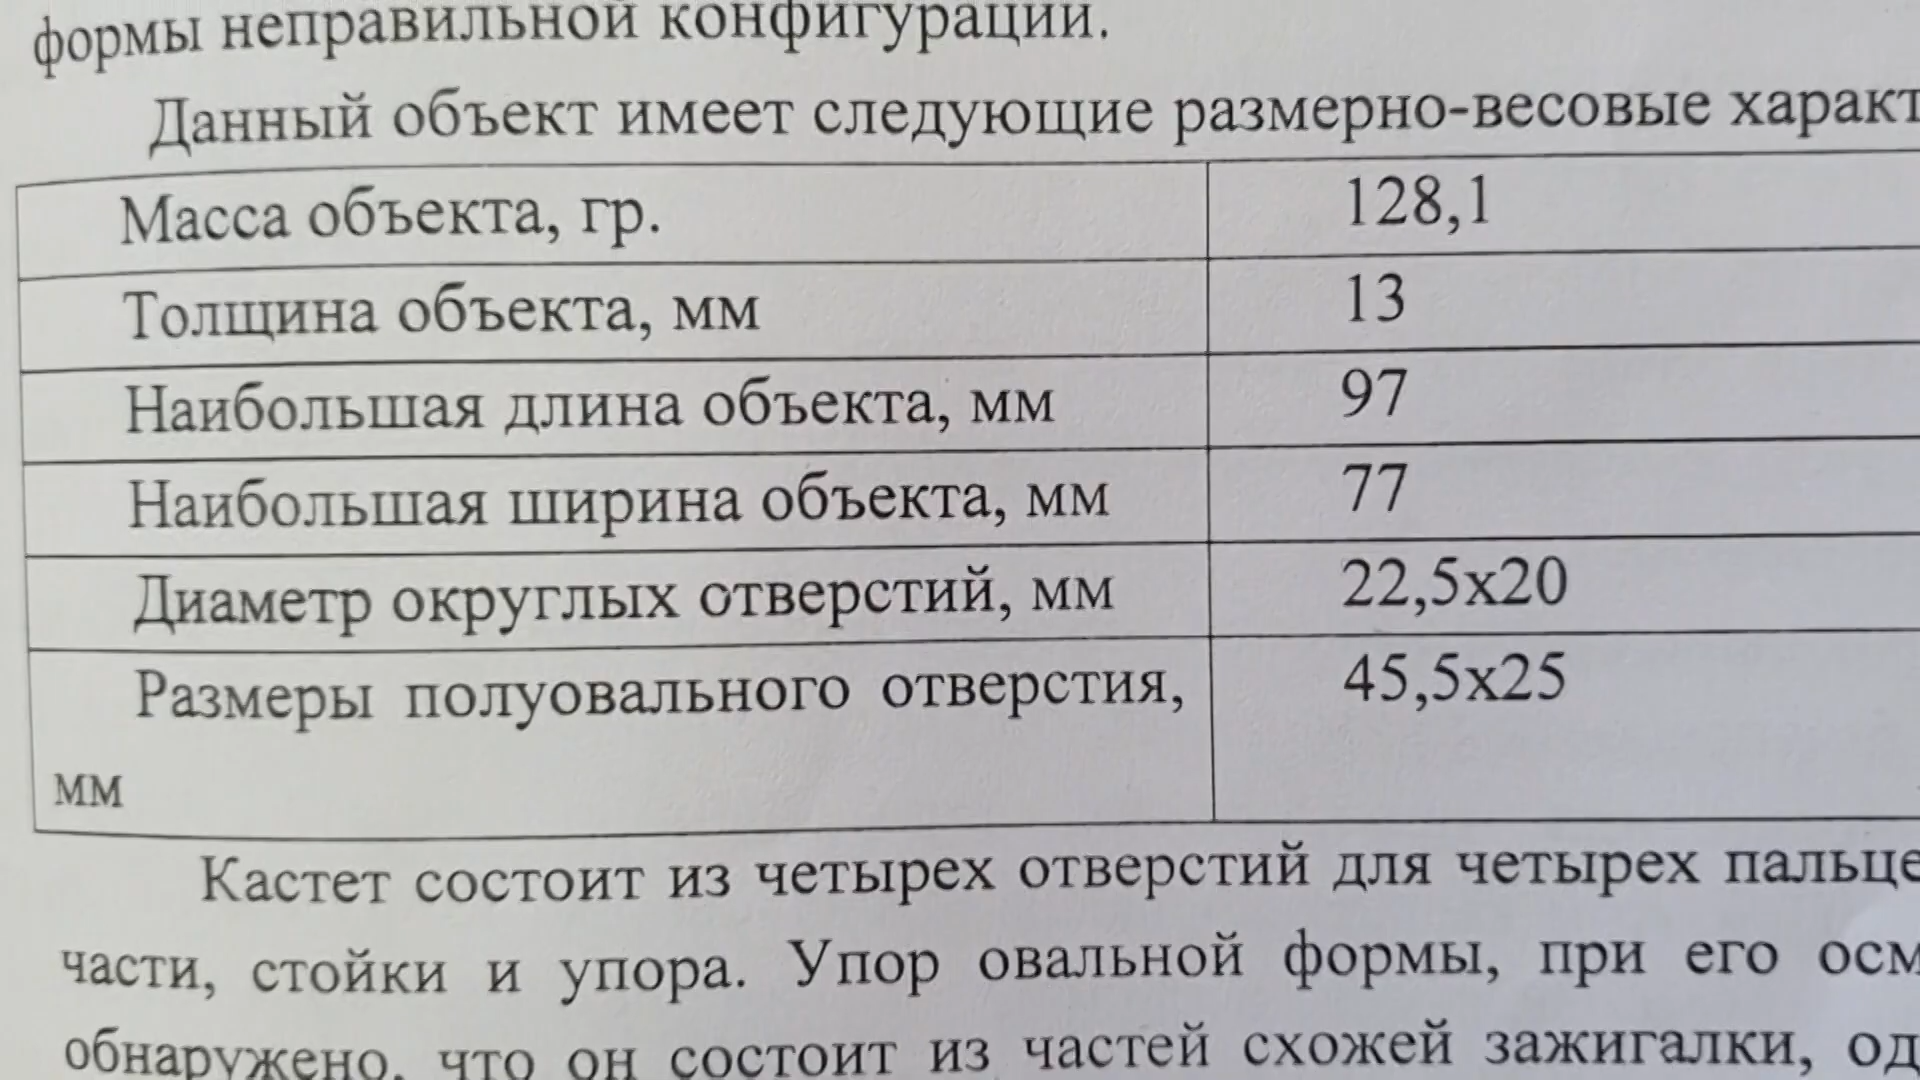 формы неправильной конфигурации.
Данный объект имеет следующие размерно-весовые характ
Масса объекта, гр. 128,1
Толщина объекта, мм 13
Наибольшая длина объекта, мм 97
Наибольшая ширина объекта, мм 77
Диаметр округлых отверстий, мм 22,5х20
Размеры полуовального отверстия, 45,5х25
мм
Кастет состоит из четырех отверстий для четырех пальце
части, стойки и упора. Упор овальной формы, при его осм
обнаружено, что он состоит из частей схожей зажигалки, од